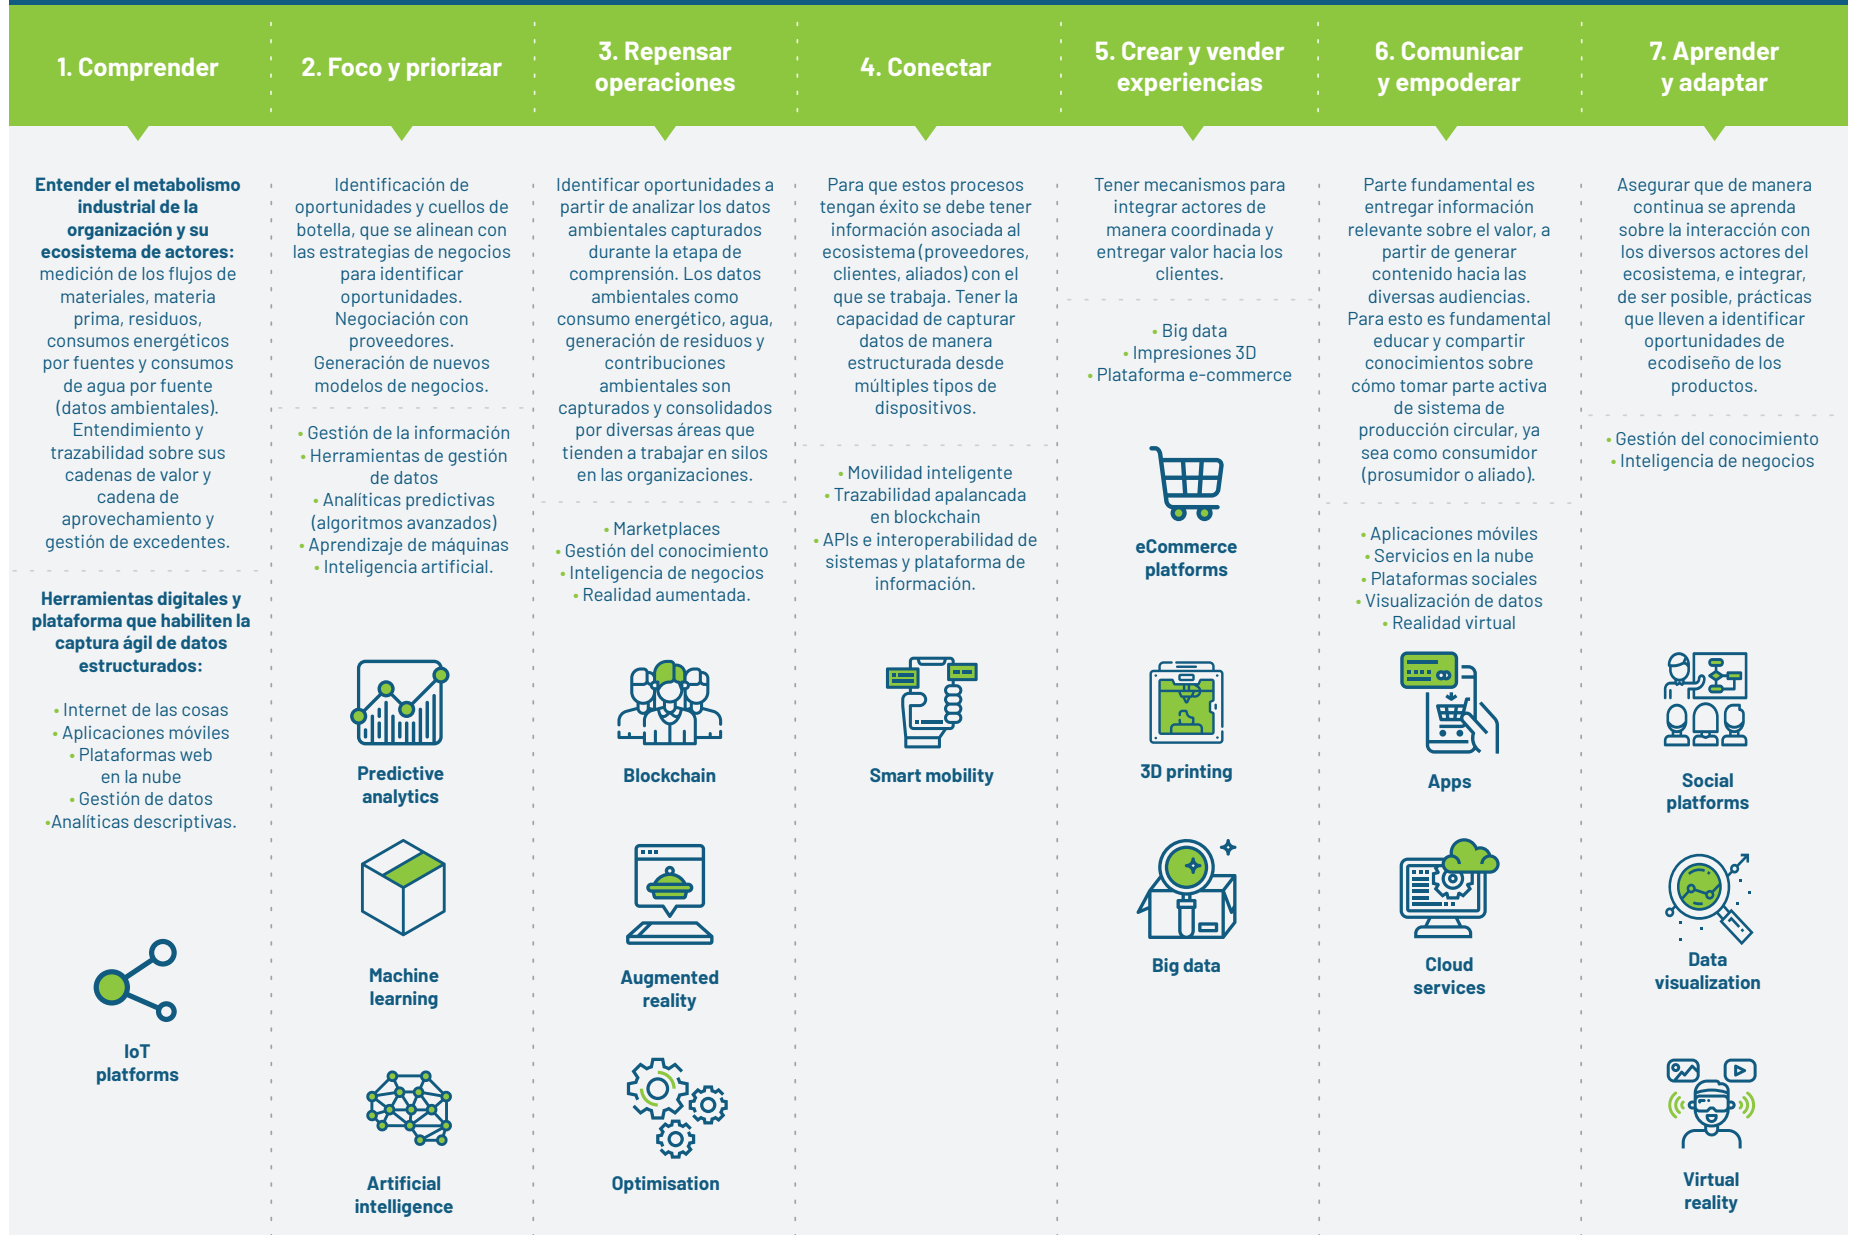 1. Comprender
Entender el metabolismo
industrial de la
organización y su
ecosistema de actores:
medición de los flujos de
materiales, materia
prima, residuos,
consumos energéticos
por fuentes y consumos
de agua por fuente
(datos ambientales).
Entendimiento y
trazabilidad sobre sus
cadenas de valor y
cadena de
aprovechamiento y
gestión de excedentes.
Herramientas digitales y
plataforma que habiliten la
captura ágil de datos
estructurados:
• Internet de las cosas
• Aplicaciones móviles
• Plataformas web
en la nube
• Gestión de datos
•Analíticas descriptivas.
IoT
platforms
2. Foco y priorizar
Identificación de
oportunidades y cuellos de
botella, que se alinean con
las estrategias de negocios
para identificar
oportunidades.
Negociación con
proveedores.
Generación de nuevos
modelos de negocios.
• Gestión de la información
• Herramientas de gestión
de datos
• Analíticas predictivas
(algoritmos avanzados)
• Aprendizaje de máquinas
• Inteligencia artificial.
Predictive
analytics
Machine
learning
Artificial
intelligence
3. Repensar
operaciones
Identificar oportunidades a
partir de analizar los datos
ambientales capturados
durante la etapa de
comprensión. Los datos
ambientales como
consumo energético, agua,
generación de residuos y
contribuciones
ambientales son
capturados y consolidados
por diversas áreas que
tienden a trabajar en silos
en las organizaciones.
• Marketplaces
• Gestión del conocimiento
• Inteligencia de negocios
• Realidad aumentada.
Blockchain
Augmented
reality
Optimisation
4. Conectar
Para que estos procesos
tengan éxito se debe tener
información asociada al
ecosistema (proveedores,
clientes, aliados) con el
que se trabaja. Tener la
capacidad de capturar
datos de manera
estructurada desde
múltiples tipos de
dispositivos.
• Movilidad inteligente
• Trazabilidad apalancada
en blockchain
• APIs e interoperabilidad de
sistemas y plataforma de
información.
Smart mobility
5. Crear y vender
experiencias
Tener mecanismos para
integrar actores de
manera coordinada y
entregar valor hacia los
clientes.
• Big data
• Impresiones 3D
• Plataforma e-commerce
eCommerce
platforms
3D printing
Big data
6. Comunicar
y empoderar
Parte fundamental es
entregar información
relevante sobre el valor, a
partir de generar
contenido hacia las
diversas audiencias.
Para esto es fundamental
educar y compartir
conocimientos sobre
cómo tomar parte activa
de sistema de
producción circular, ya
sea como consumidor
(prosumidor o aliado).
• Aplicaciones móviles
• Servicios en la nube
• Plataformas sociales
• Visualización de datos
• Realidad virtual
Apps
Cloud
services
7. Aprender
y adaptar
Asegurar que de manera
continua se aprenda
sobre la interacción con
los diversos actores del
ecosistema, e integrar,
de ser posible, prácticas
que lleven a identificar
oportunidades de
ecodiseño de los
productos.
• Gestión del conocimiento
• Inteligencia de negocios
Social
platforms
Data
visualization
Virtual
reality